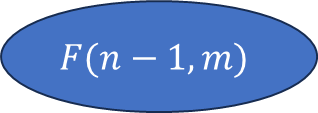 F(n − 1, m)